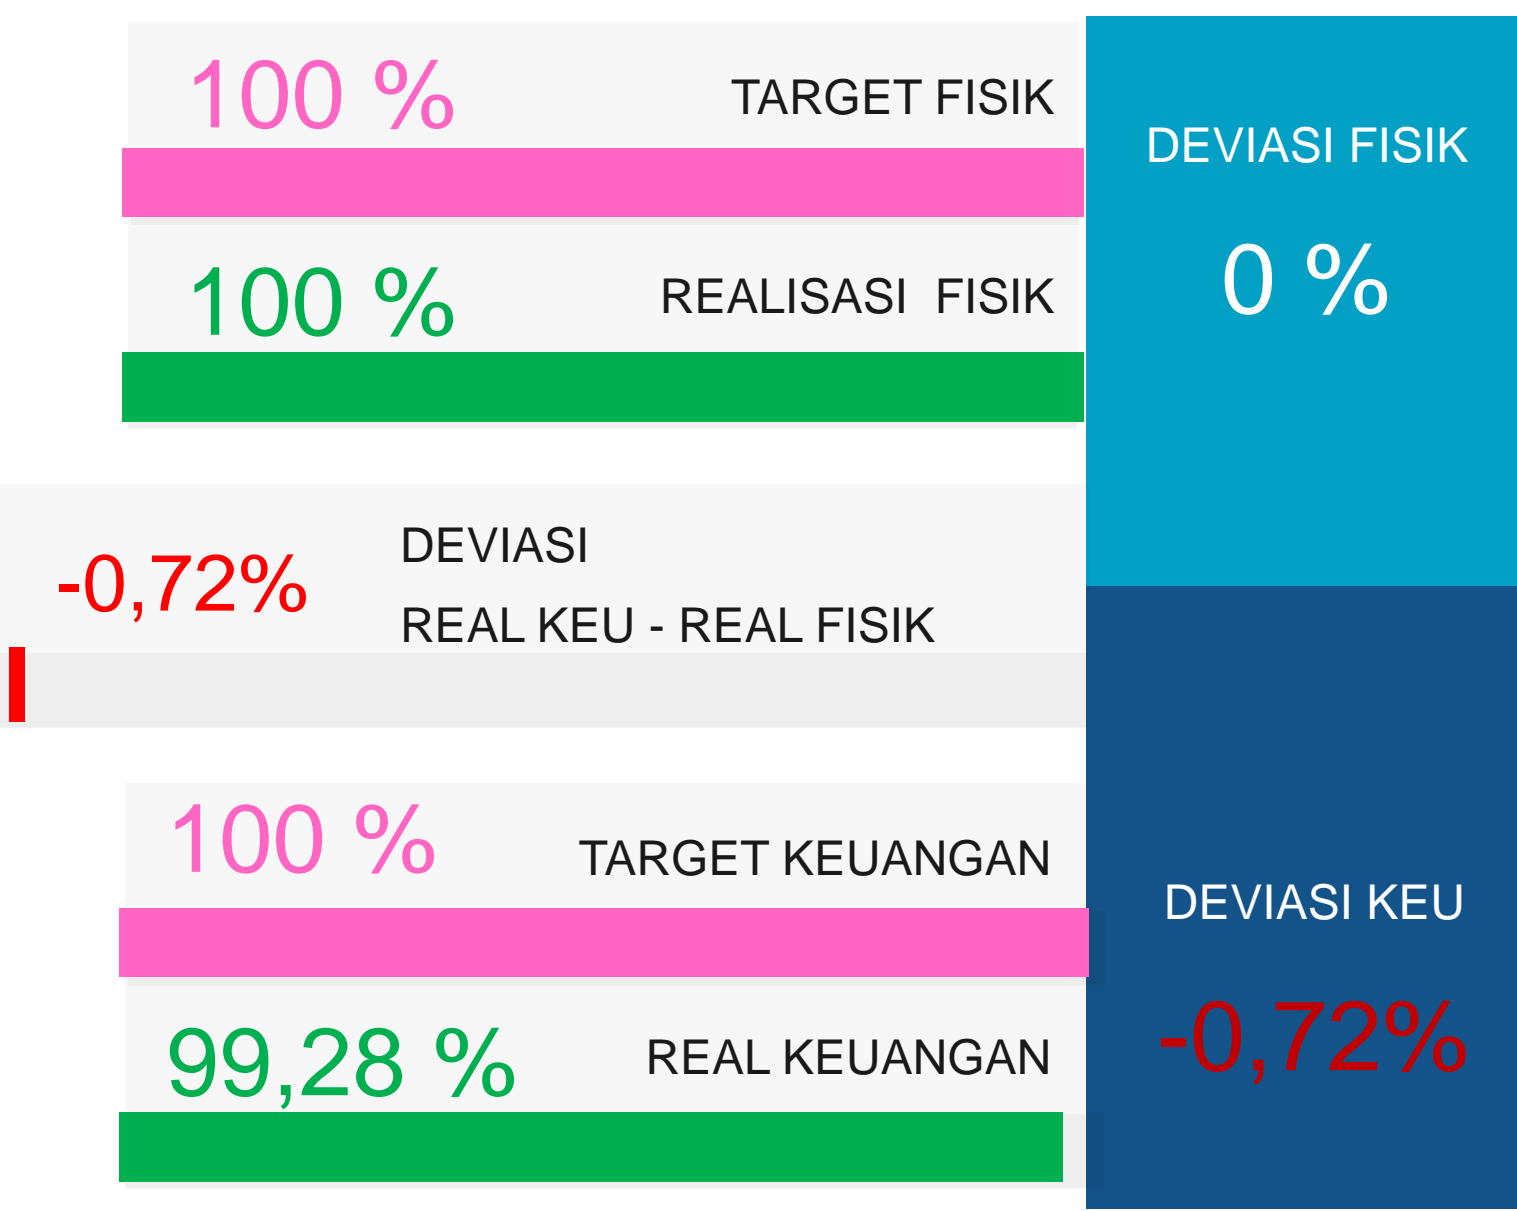 100 %
TARGET FISIK
100 %
REALISASI  FISIK
DEVIASI FISIK
0 %
-0,72%
DEVIASI
REAL KEU - REAL FISIK
100 %
TARGET KEUANGAN
99,28 %
REAL KEUANGAN
DEVIASI KEU
-0,72%